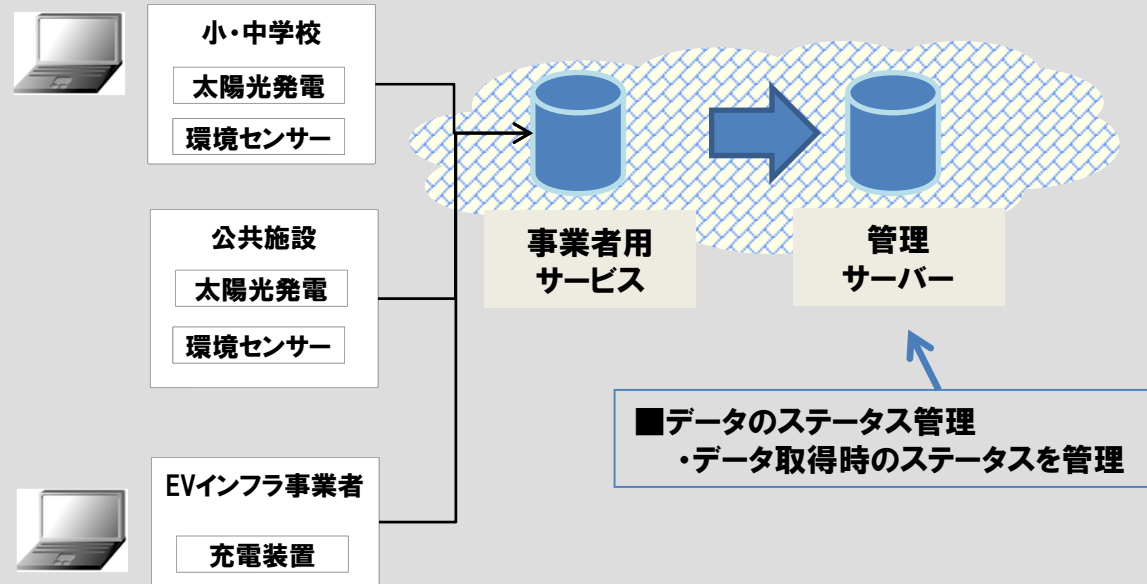 小・中学校
太陽光発電
環境センサー
公共施設
太陽光発電
環境センサー
EVインフラ事業者
充電装置
事業者用
サービス
管理
サーバー
■データのステータス管理
・データ取得時のステータスを管理